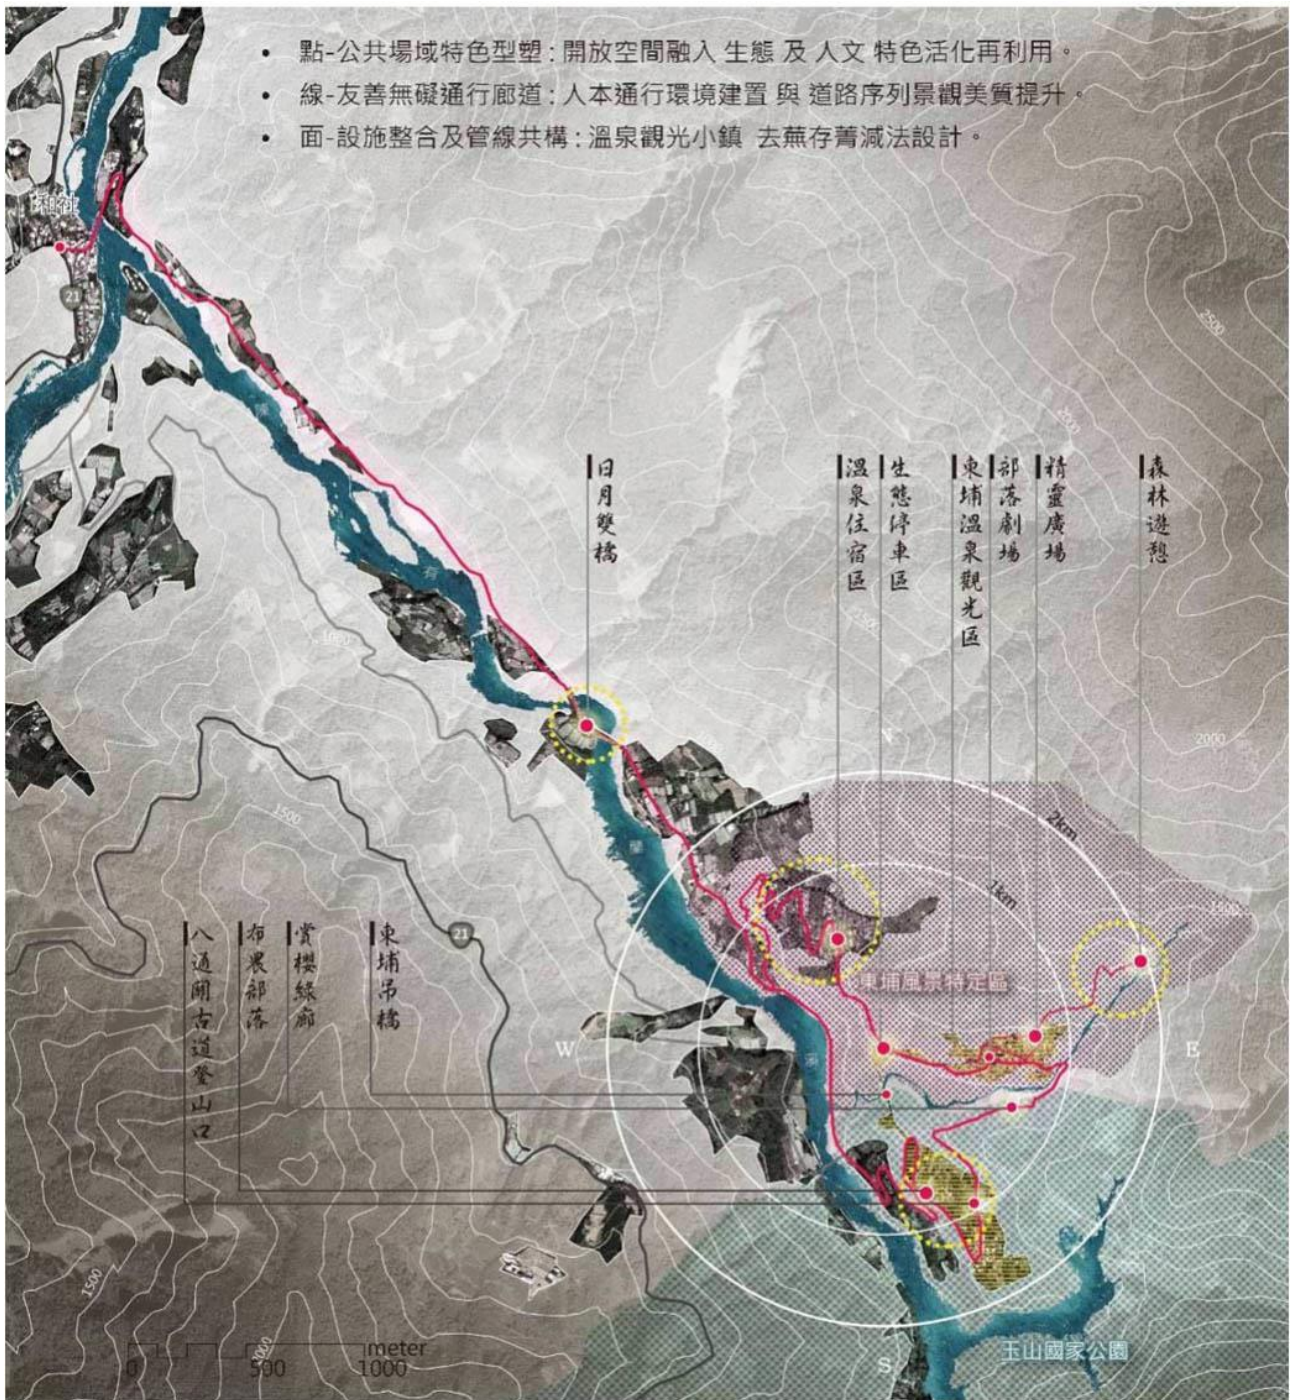 • 點-公共場域特色型塑：開放空間融入 生態 及 人文 特色活化再利用。
• 線-友善無礙通行廊道：人本通行環境建置 與 道路序列景觀美質提升。
• 面-設施整合及管線共構：溫泉觀光小鎮 去蕪存菁減法設計。
和社
21
2500
2000
陳
有
蘭
溪
日月雙橋
溫泉住宿區
生態停車區
東埔溫泉觀光區
部落劇場
精靈廣場
森林遊憩
1000
1500
2000
N
1500
2km
1km
八通關古道登山口
布農部落
賞櫻綠廊
東埔吊橋
21
東埔風景特定區
W
E
S
1500
2000
玉山國家公園
meter
0
500
1000